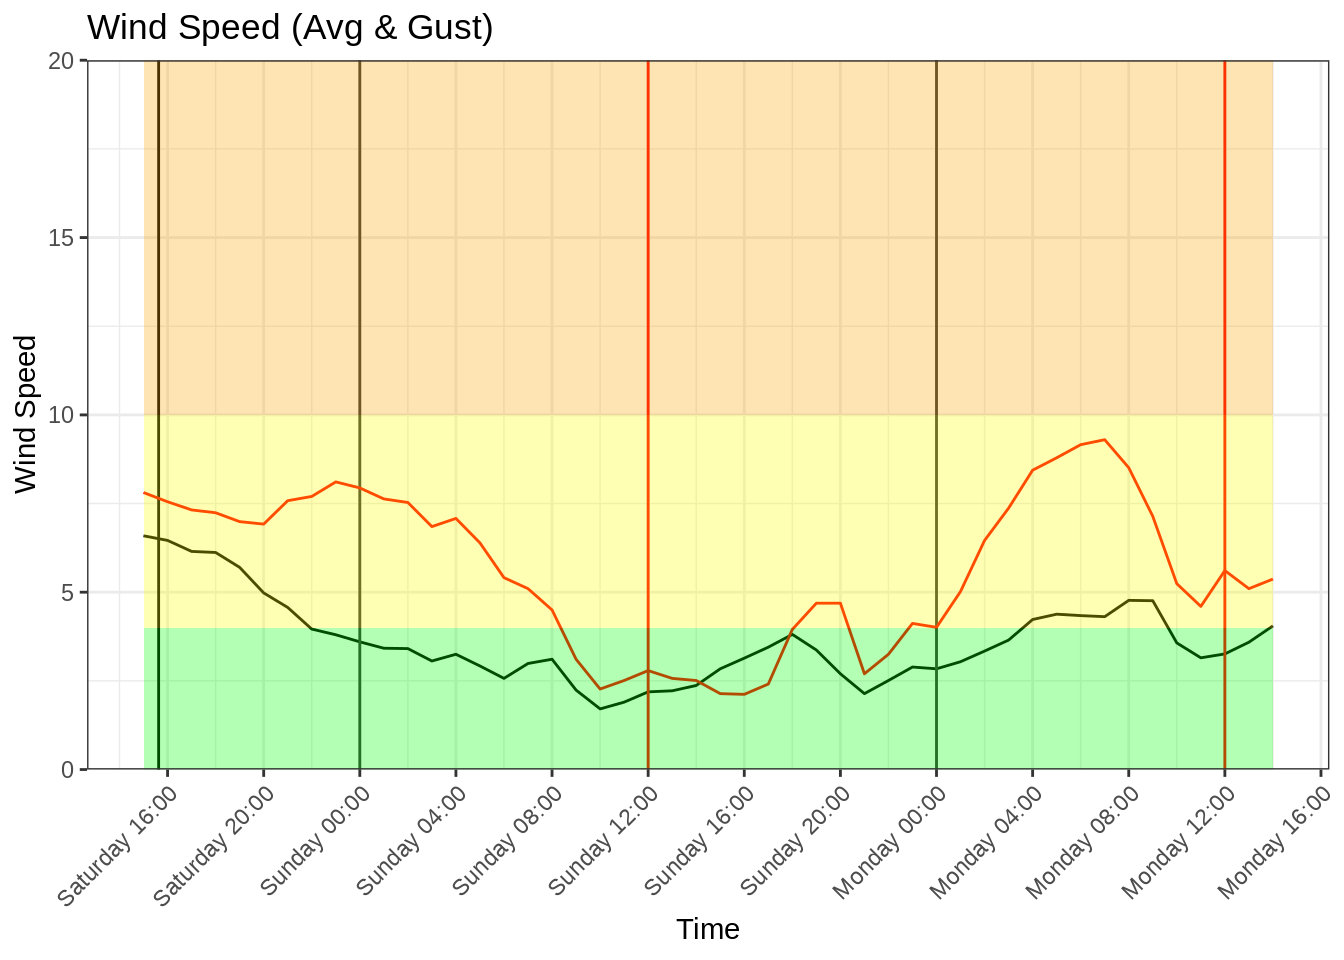 Wind Speed (Avg & Gust)
20
15
10
5
0
Wind Speed
Saturday 16:00
Saturday 20:00
Sunday 00:00
Sunday 04:00
Sunday 08:00
Sunday 12:00
Sunday 16:00
Sunday 20:00
Monday 00:00
Monday 04:00
Monday 08:00
Monday 12:00
Monday 16:00
Time